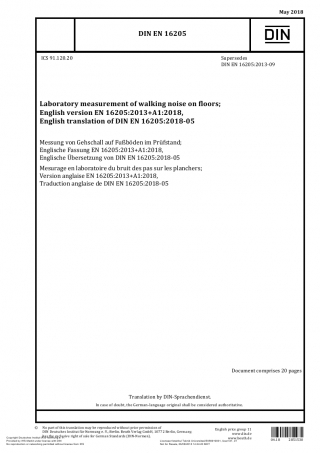 May 2018
DIN EN 16205
DIN
ICS 91.120.20
Supersedes
DIN EN 16205:2013-09
Laboratory measurement of walking noise on floors;
English version EN 16205:2013+A1:2018,
English translation of DIN EN 16205:2018-05
Messung von Gehschall auf Fußböden im Prüfstand;
Englische Fassung EN 16205:2013+A1:2018,
Englische Übersetzung von DIN EN 16205:2018-05
Mesurage en laboratoire du bruit des pas sur les planchers;
Version anglaise EN 16205:2013+A1:2018,
Traduction anglaise de DIN EN 16205:2018-05
Document comprises 20 pages
Translation by DIN-Sprachendienst.
In case of doubt, the German-language original shall be considered authoritative.
No part of this translation may be reproduced without prior permission of
DIN Deutsches Institut für Normung e. V., Berlin. Beuth Verlag GmbH, 10772 Berlin, Germany,
has the exclusive right of sale for German Standards (DIN-Normen).
English price group 11
www.din.de
www.beuth.de